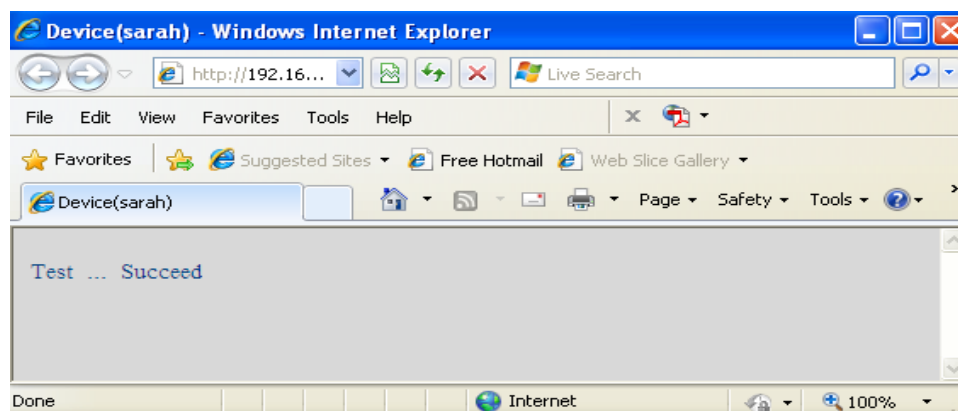 Device(sarah) - Windows Internet Explorer
http://192.16... Live Search
File Edit View Favorites Tools Help
Favorites Suggested Sites Free Hotmail Web Slice Gallery
Device(sarah) Page Safety Tools »
Test ... Succeed
Done Internet 100%